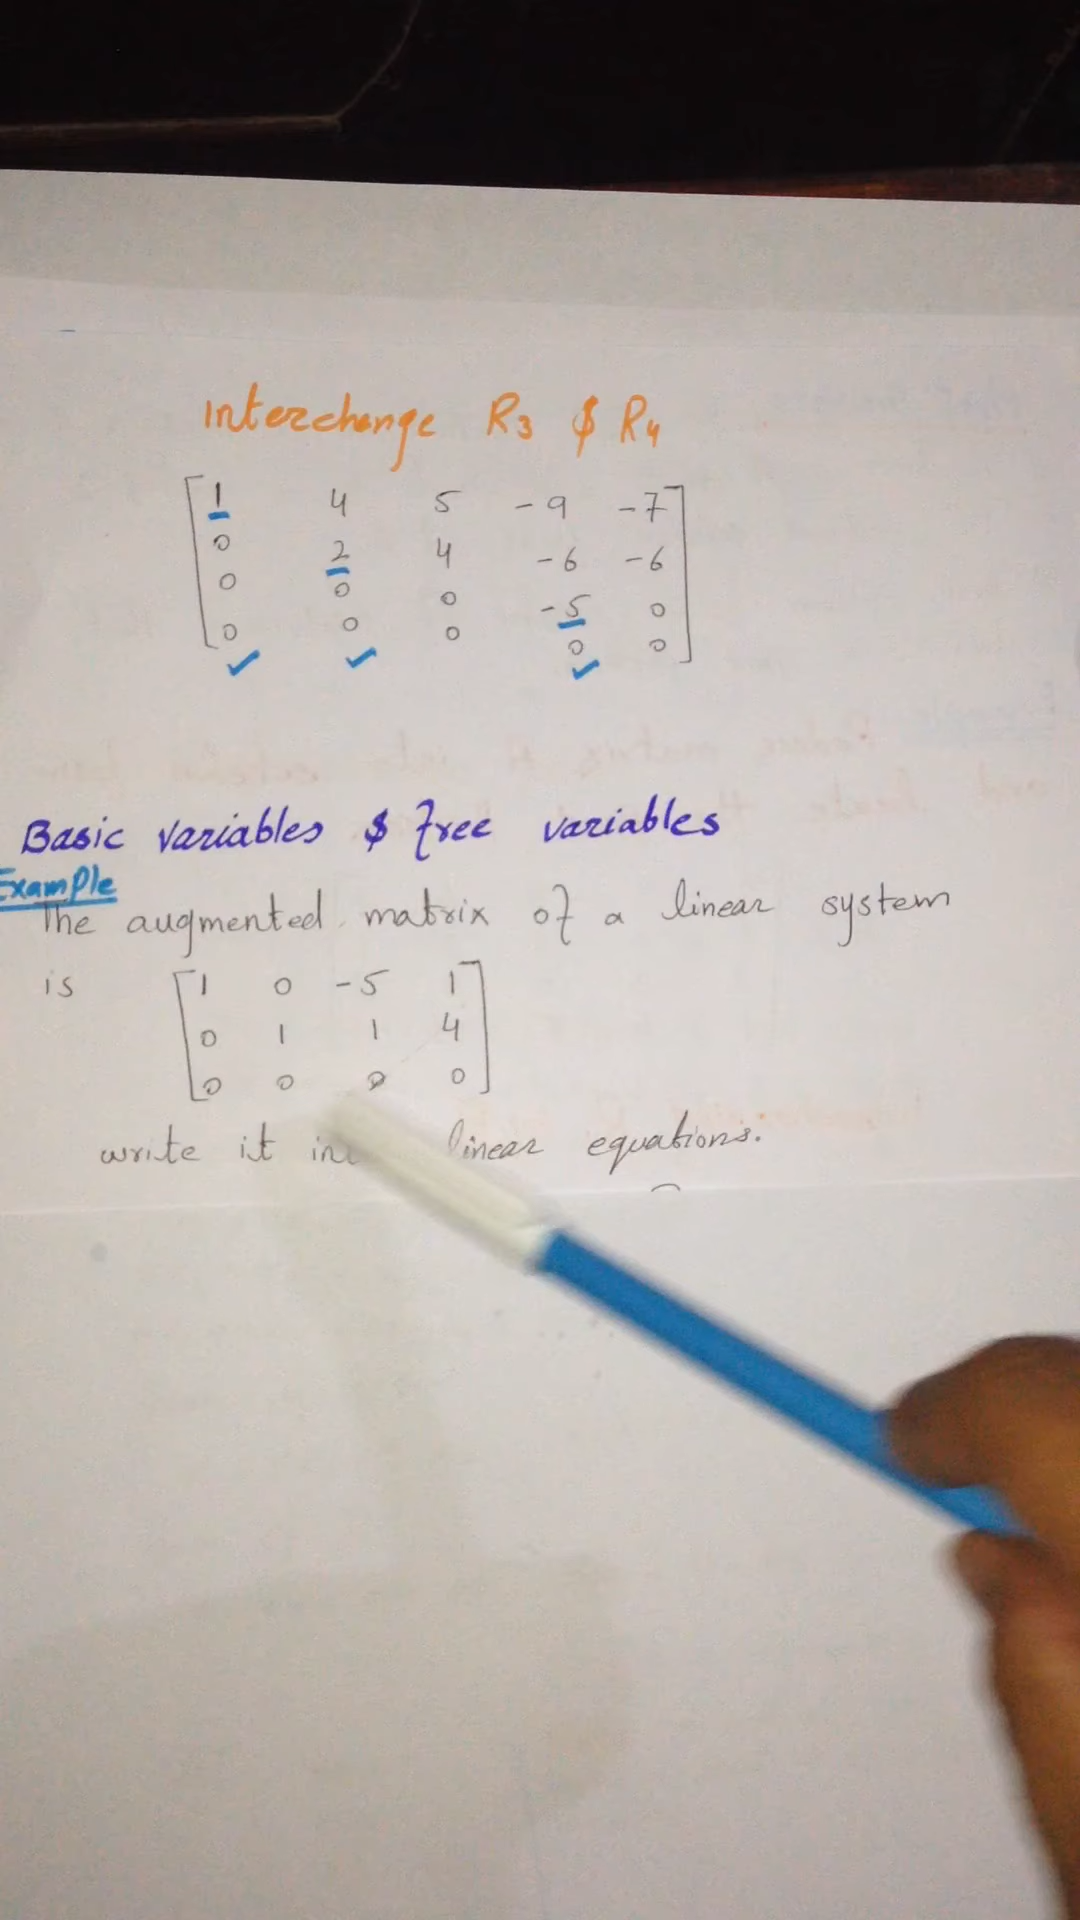 Interchange R3 $ R4
1 4 5 -9 -7
0 2 4 -6 -6
0 0 0 -5 0
0 0 0 0 0
Basic variables $ free variables
Example
The augmented matrix of a linear system
is
1 0 -5 1
0 1 1 4
0 0 0 0
write it linear equations.